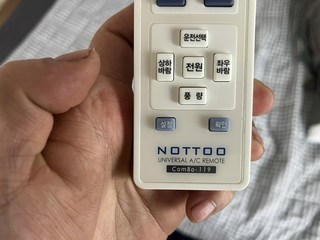 운전선택
상하
바람
전원
좌우
바람
풍 량
설정
확인
NOTTOO
UNIVERSAL A/C REMOTE
ComBo-119